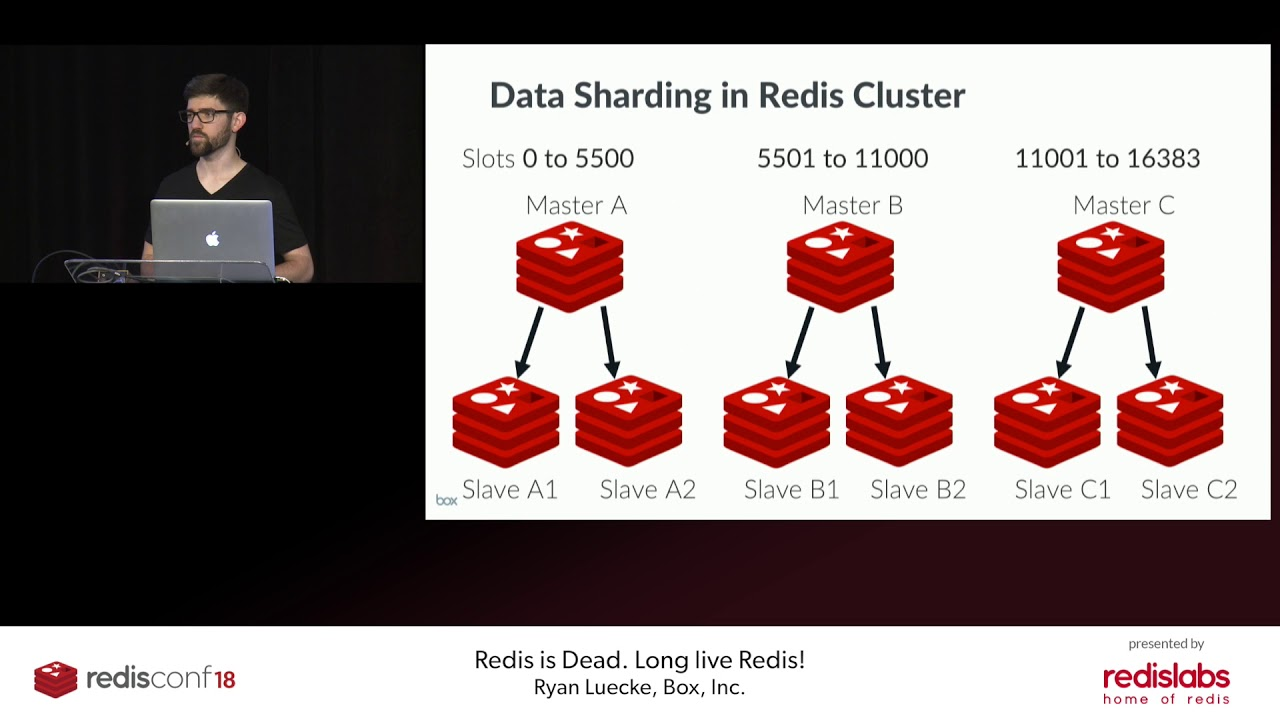 Data Sharding in Redis Cluster
Slots 0 to 5500
5501 to 11000
11001 to 16383
Master A
Master B
Master C
Slave A1
Slave A2
Slave B1
Slave B2
Slave C1
Slave C2
box
redisconf18
Redis is Dead. Long live Redis!
Ryan Luecke, Box, Inc.
presented by
redislabs
home of redis